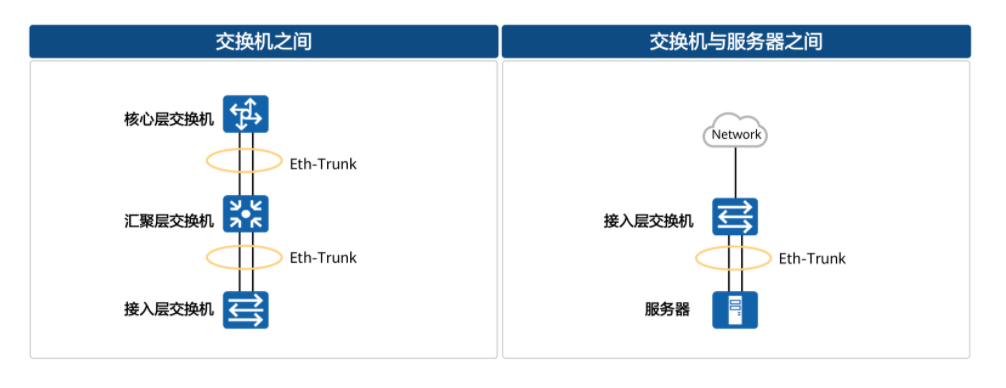 交换机之间
核心层交换机
Eth-Trunk
汇聚层交换机
Eth-Trunk
接入层交换机
交换机与服务器之间
Network
接入层交换机
Eth-Trunk
服务器